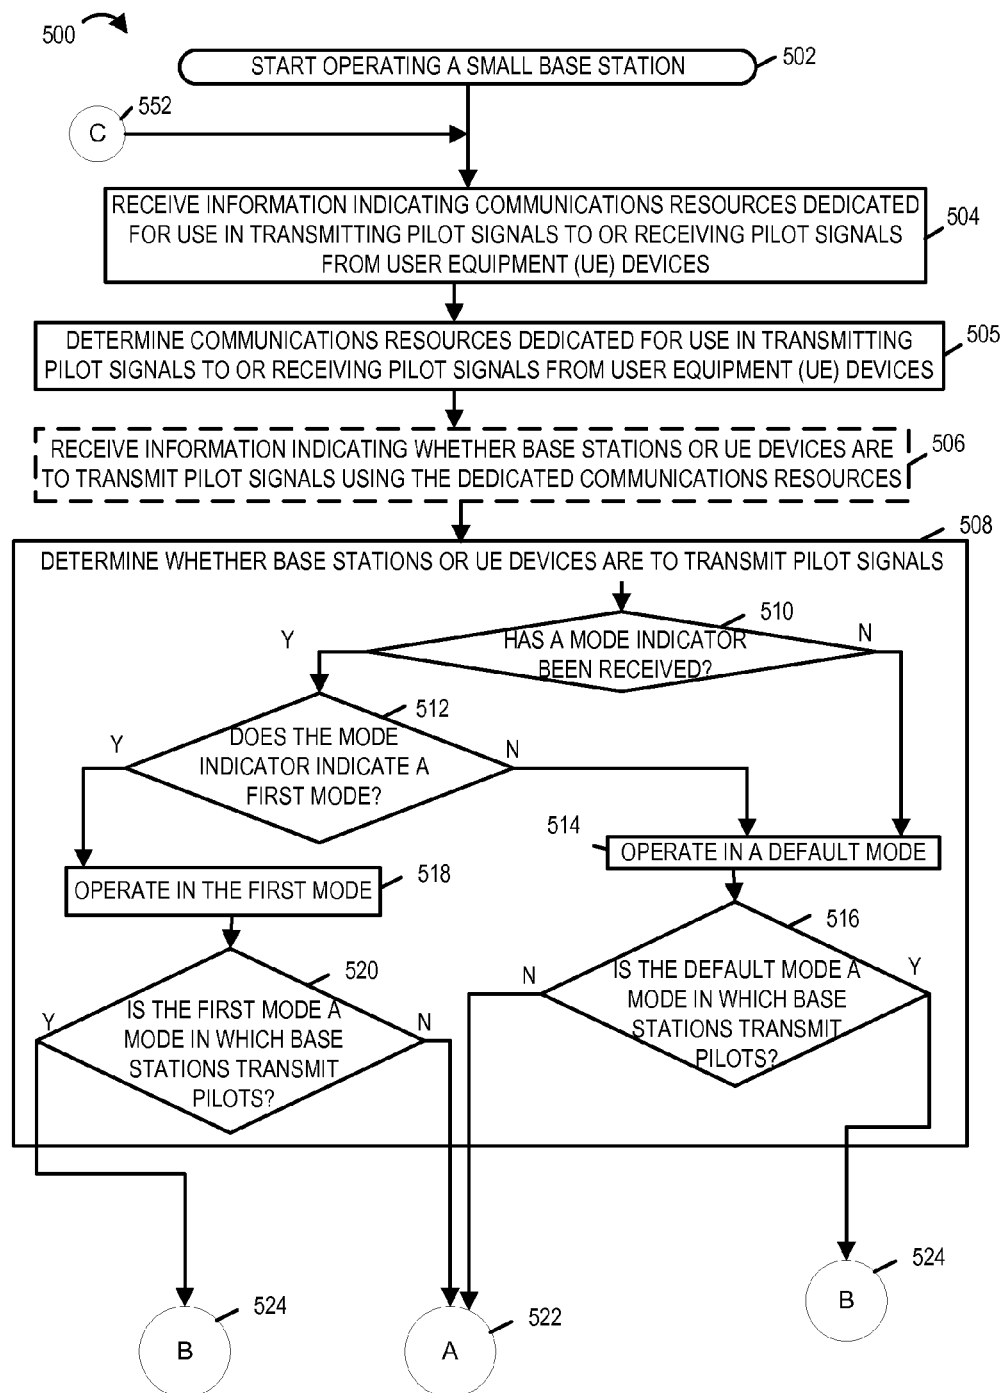 500
START OPERATING A SMALL BASE STATION
502
552
C
RECEIVE INFORMATION INDICATING COMMUNICATIONS RESOURCES DEDICATED
FOR USE IN TRANSMITTING PILOT SIGNALS TO OR RECEIVING PILOT SIGNALS
FROM USER EQUIPMENT (UE) DEVICES
504
DETERMINE COMMUNICATIONS RESOURCES DEDICATED FOR USE IN TRANSMITTING
PILOT SIGNALS TO OR RECEIVING PILOT SIGNALS FROM USER EQUIPMENT (UE) DEVICES
505
RECEIVE INFORMATION INDICATING WHETHER BASE STATIONS OR UE DEVICES ARE
TO TRANSMIT PILOT SIGNALS USING THE DEDICATED COMMUNICATIONS RESOURCES
506
508
DETERMINE WHETHER BASE STATIONS OR UE DEVICES ARE TO TRANSMIT PILOT SIGNALS
510
Y
HAS A MODE INDICATOR
BEEN RECEIVED?
N
512
Y
DOES THE MODE
INDICATOR INDICATE A
FIRST MODE?
N
514
OPERATE IN A DEFAULT MODE
OPERATE IN THE FIRST MODE
518
516
N
IS THE DEFAULT MODE A
MODE IN WHICH BASE
STATIONS TRANSMIT
PILOTS?
Y
520
Y
IS THE FIRST MODE A
MODE IN WHICH BASE
STATIONS TRANSMIT
PILOTS?
N
524
B
524
B
522
A